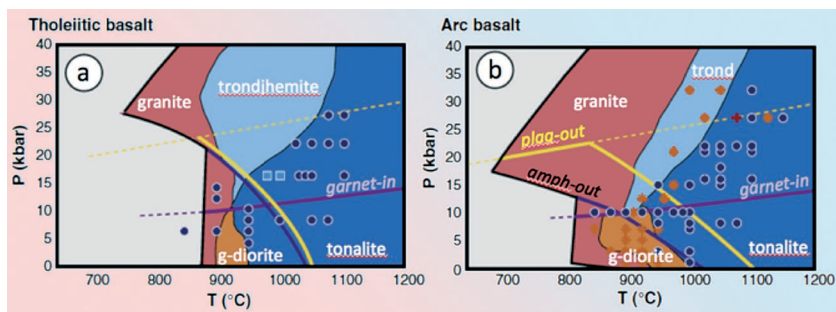 Tholeiitic basalt
40
35
30
25
20
15
10
5
0
P (kbar)
a
granite
trondjhemite
garnet-in
g-diorite
tonalite
700 800 900 1000 1100 1200
T (°C)
Arc basalt
40
35
30
25
20
15
10
5
0
P (kbar)
b
granite
trond
plag-out
amph-out
garnet-in
g-diorite
tonalite
700 800 900 1000 1100 1200
T (°C)